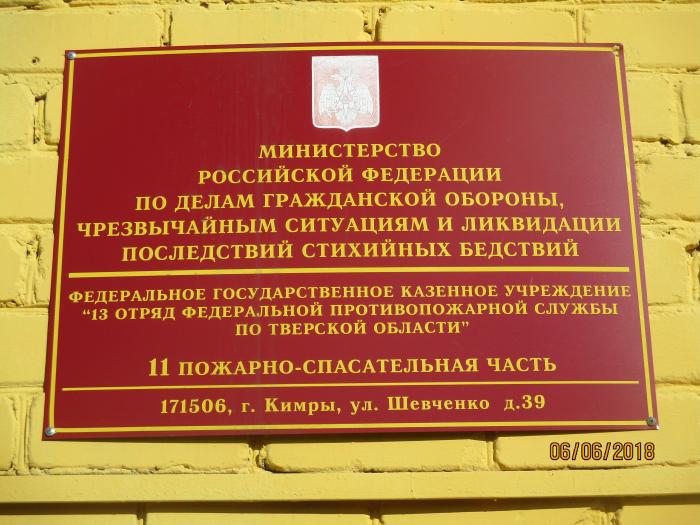 МИНИСТЕРСТВО
РОССИЙСКОЙ ФЕДЕРАЦИИ
ПО ДЕЛАМ ГРАЖДАНСКОЙ ОБОРОНЫ,
ЧРЕЗВЫЧАЙНЫМ СИТУАЦИЯМ И ЛИКВИДАЦИИ
ПОСЛЕДСТВИЙ СТИХИЙНЫХ БЕДСТВИЙ
ФЕДЕРАЛЬНОЕ ГОСУДАРСТВЕННОЕ КАЗЕННОЕ УЧРЕЖДЕНИЕ
“13 ОТРЯД ФЕДЕРАЛЬНОЙ ПРОТИВОПОЖАРНОЙ СЛУЖБЫ
ПО ТВЕРСКОЙ ОБЛАСТИ”
11 ПОЖАРНО-СПАСАТЕЛЬНАЯ ЧАСТЬ
171506, г. Кимры, ул. Шевченко д.39
06/06/2018